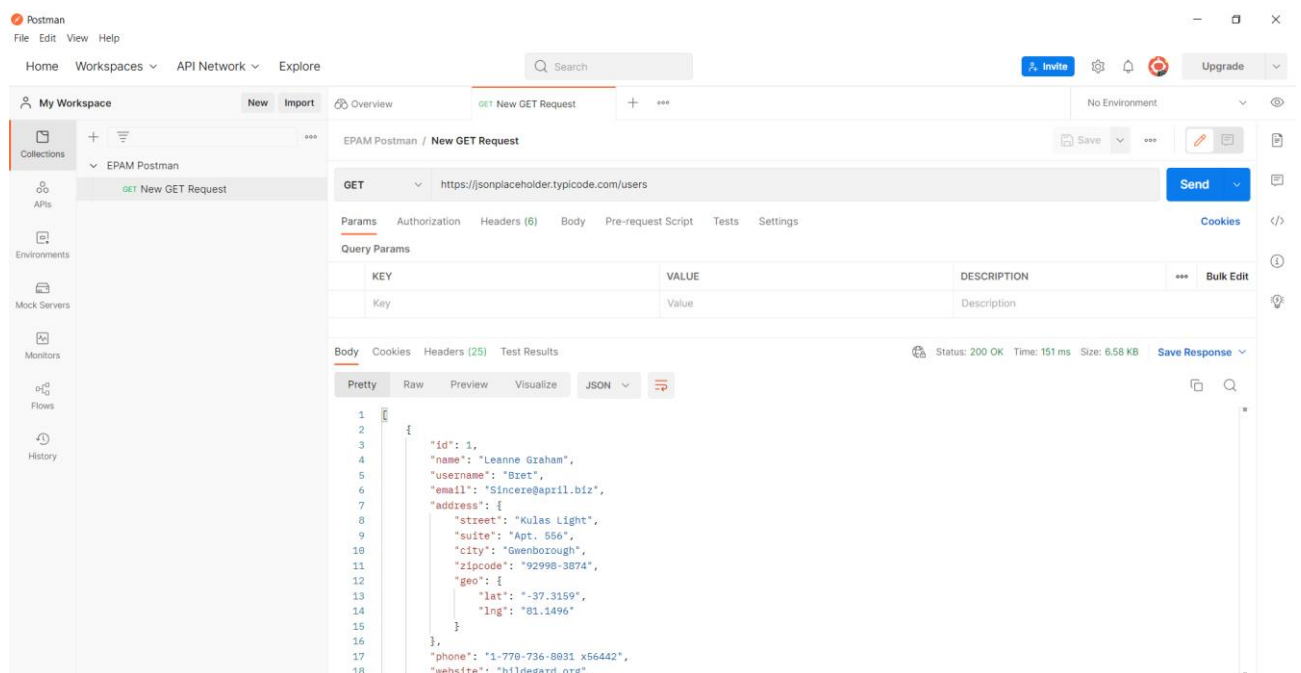 Postman
File Edit View Help
Home Workspaces API Network Explore
Search
Invite
Upgrade
My Workspace
New Import
Overview
GET New GET Request
No Environment
Collections
EPAM Postman
GET New GET Request
APIs
Environments
Mock Servers
Monitors
Flows
History
EPAM Postman / New GET Request
Save
GET
https://jsonplaceholder.typicode.com/users
Send
Params Authorization Headers (6) Body Pre-request Script Tests Settings
Cookies
Query Params
KEY VALUE DESCRIPTION
Bulk Edit
Key Value Description
Body Cookies Headers (25) Test Results
Status: 200 OK Time: 151 ms Size: 6.58 KB Save Response
Pretty Raw Preview Visualize JSON
1 [
2 {
3 "id": 1,
4 "name": "Leanne Graham",
5 "username": "Bret",
6 "email": "Sincere@april.biz",
7 "address": {
8 "street": "Kulas Light",
9 "suite": "Apt. 556",
10 "city": "Gwenborough",
11 "zipcode": "92998-3874",
12 "geo": {
13 "lat": "-37.3159",
14 "lng": "81.1496"
15 }
16 },
17 "phone": "1-770-736-8031 x56442",
18 "website": "hildegard.org"